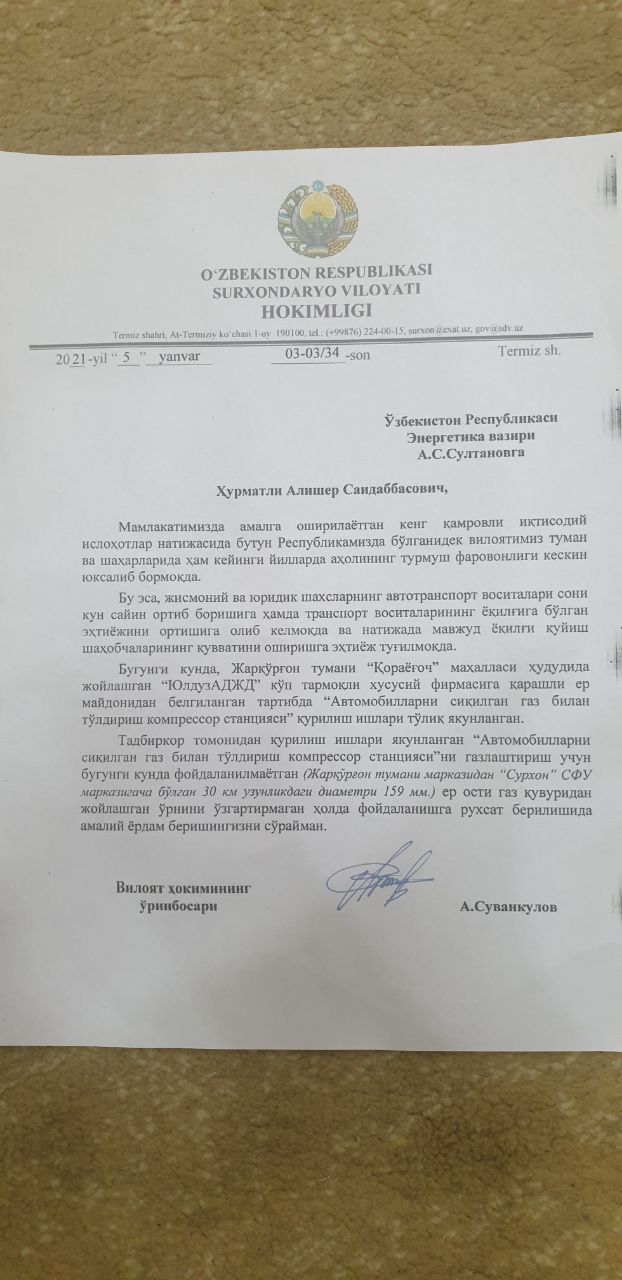 O‘ZBEKISTON RESPUBLIKASI
SURXONDARYO VILOYATI
HOKIMLIGI
Termiz shahri, At-Termiziy ko‘chasi 1-uy. 190100, tel.: (+99876) 224-00-15, surxon@exat.uz, gov@sdv.uz
2021-yil “ 5 ” yanvar 03-03/34 -son Termiz sh.
Ўзбекистон Республикаси
Энергетика вазири
А.С.Султановга
Ҳурматли Алишер Саидаббасович,
Мамлакатимизда амалга оширилаётган кенг қамровли иқтисодий
ислоҳотлар натижасида бутун Республикамизда бўлганидек вилоятимиз туман
ва шаҳарларида ҳам кейинги йилларда аҳолининг турмуш фаровонлиги кескин
юксалиб бормоқда.
Бу эса, жисмоний ва юридик шахсларнинг автотранспорт воситалари сони
кун сайин ортиб боришига ҳамда транспорт воситаларининг ёқилғига бўлган
эҳтиёжини ортишига олиб келмоқда ва натижада мавжуд ёқилғи қуйиш
шаҳобчаларининг қувватини оширишга эҳтиёж туғилмоқда.
Бугунги кунда, Жарқўрғон тумани “Қораёғоч” маҳалласи ҳудудида
жойлашган “ЮлдузАДЖД” кўп тармоқли хусусий фирмасига қарашли ер
майдонидан белгиланган тартибда “Автомобилларни сиқилган газ билан
тўлдириш компрессор станцияси” қурилиш ишлари тўлиқ якунланган.
Тадбиркор томонидан қурилиш ишлари якунланган “Автомобилларни
сиқилган газ билан тўлдириш компрессор станцияси”ни газлаштириш учун
бугунги кунда фойдаланилмаётган (Жарқўрғон тумани марказидан “Сурхон” СФУ
марказигача бўлган 30 км узунликдаги диаметри 159 мм.) ер ости газ қувуридан
жойлашган ўрнини ўзгартирмаган ҳолда фойдаланишга рухсат берилишида
амалий ёрдам беришингизни сўрайман.
Вилоят ҳокимининг
ўринбосари А.Суванкулов